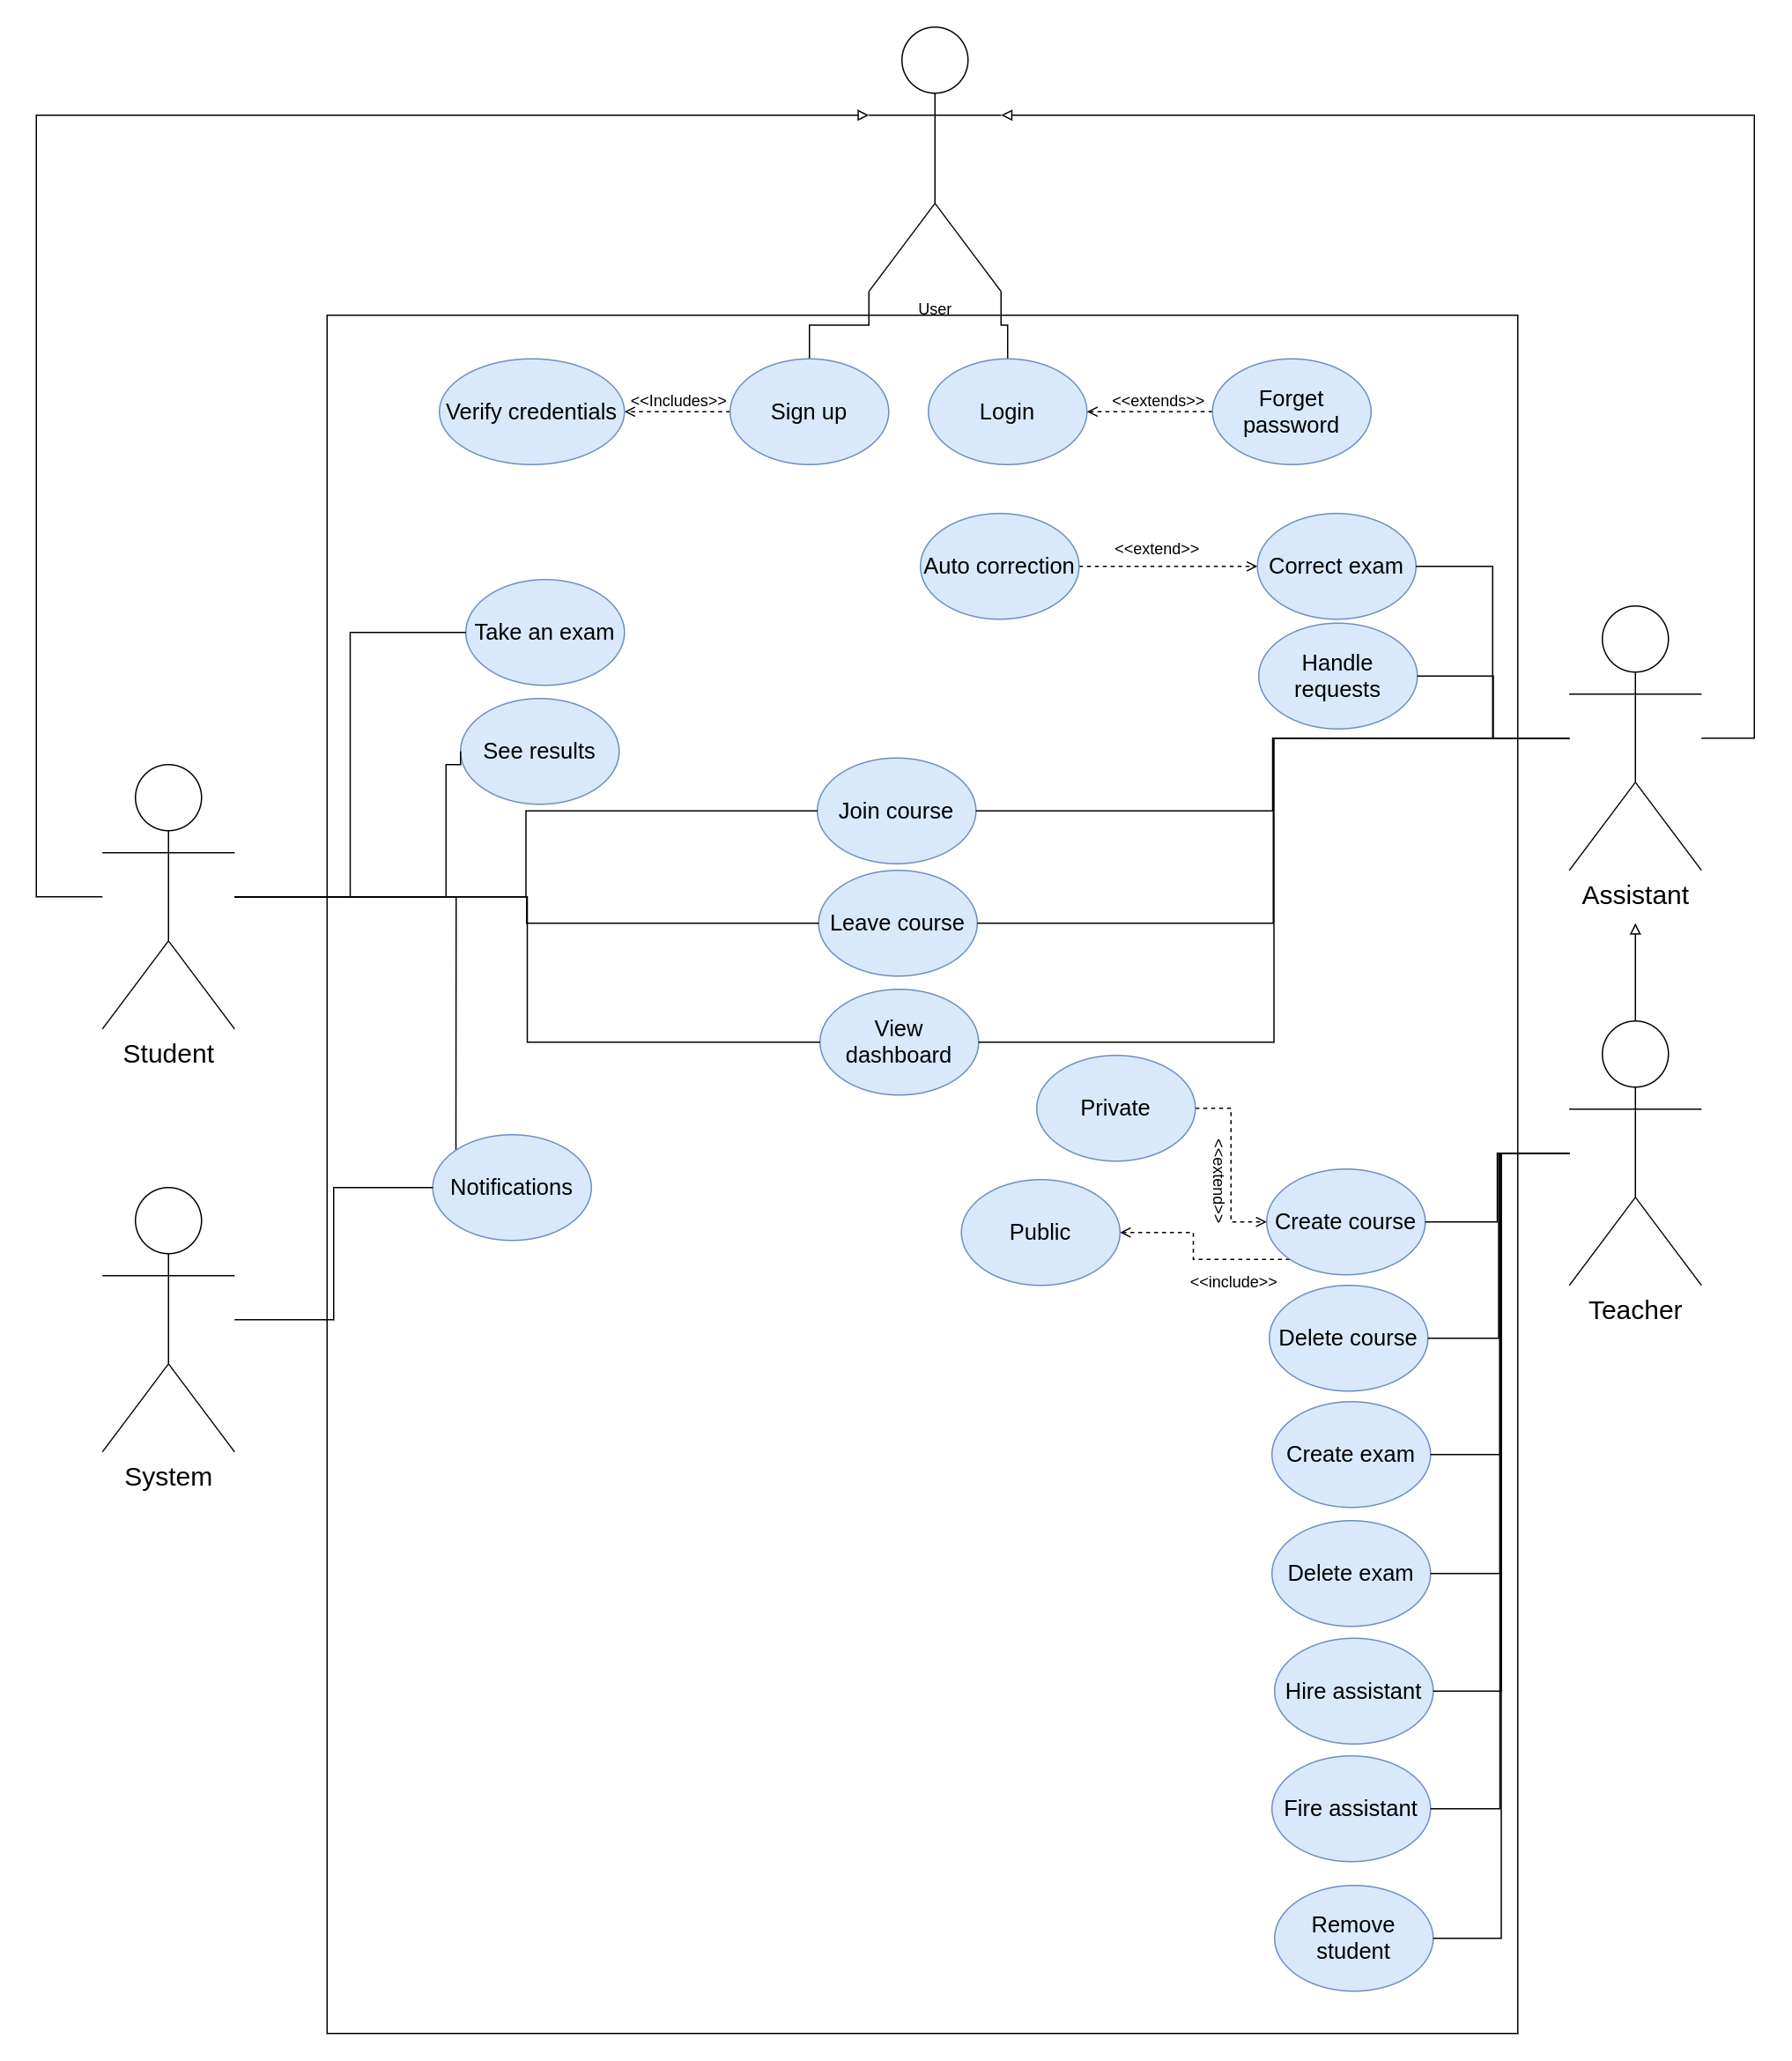 User
Verify credentials
<<Includes>>
Sign up
Login
<<extends>>
Forget
password
Auto correction
<<extend>>
Correct exam
Take an exam
Handle
requests
See results
Join course
Assistant
Leave course
Student
View
dashboard
Private
<<extend>>
Notifications
Public
Create course
<<include>>
Teacher
Delete course
System
Create exam
Delete exam
Hire assistant
Fire assistant
Remove
student